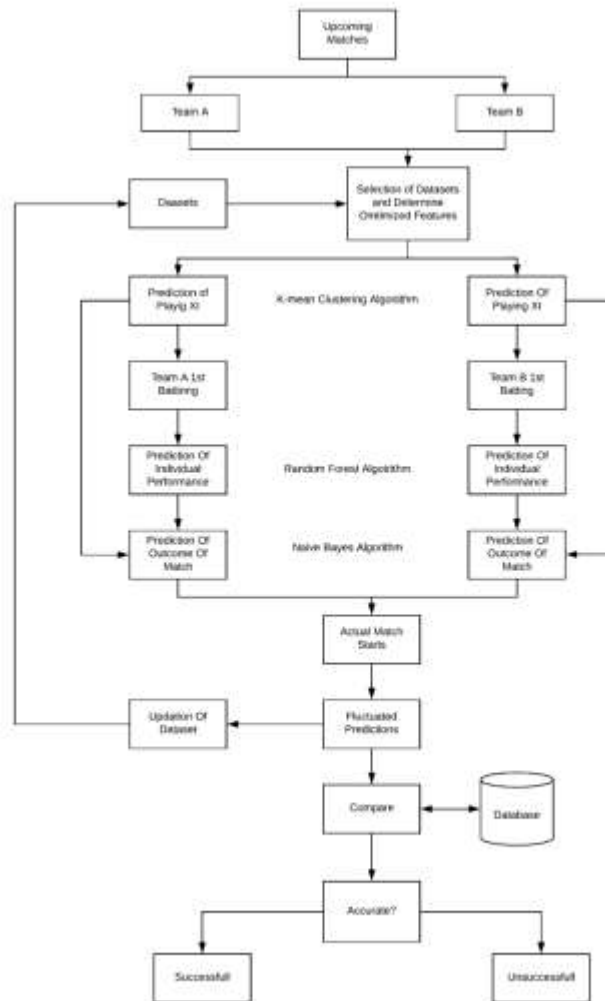 Upcoming
Matches
Team A
Team B
Daasets
Selection of Datasets
and Determine
Omimized Features
Prediction of
Playig XI
K-mean Clustering Algorithm
Prediction Of
Playing XI
Team A 1st
Battinng
Team B 1st
Batting
Prediction Of
Individual
Performance
Random Forest Algorithm
Prediction Of
Individual
Performance
Prediction Of
Outcome Of
Match
Naive Bayes Algorithm
Prediction Of
Outcome Of
Match
Actual Match
Starts
Updation Of
Dataset
Fluctuated
Predictions
Compare
Database
Accurate?
Successfull
Unsuccessfull